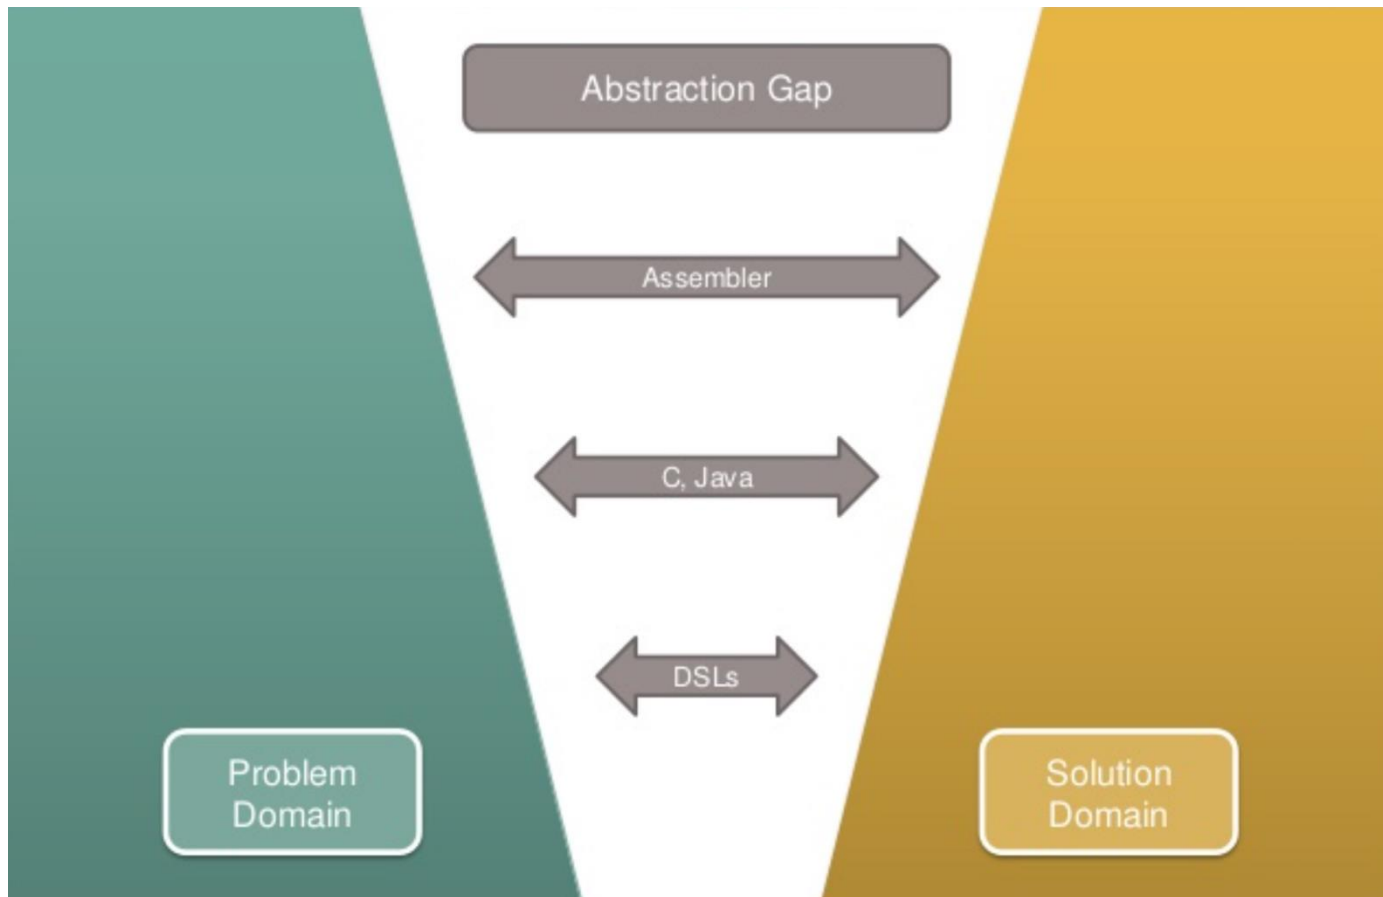 Abstraction Gap
Assembler
C, Java
DSLs
Problem
Domain
Solution
Domain